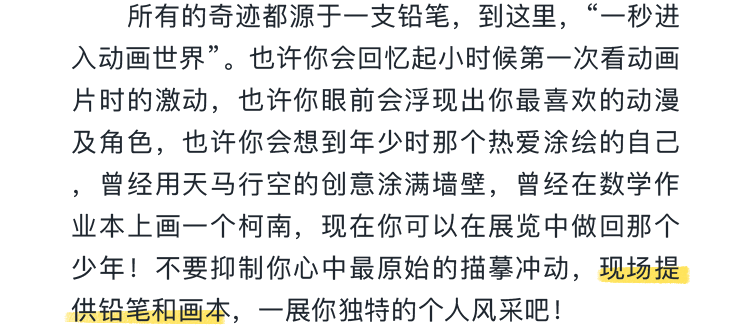 所有的奇迹都源于一支铅笔，到这里，“一秒进
入动画世界”。也许你会回忆起小时候第一次看动画
片时的激动，也许你眼前会浮现出你最喜欢的动漫
及角色，也许你会想到年少时那个热爱涂绘的自己
，曾经用天马行空的创意涂满墙壁，曾经在数学作
业本上画一个柯南，现在你可以在展览中做回那个
少年！不要抑制你心中最原始的描摹冲动，现场提
供铅笔和画本，一展你独特的个人风采吧！